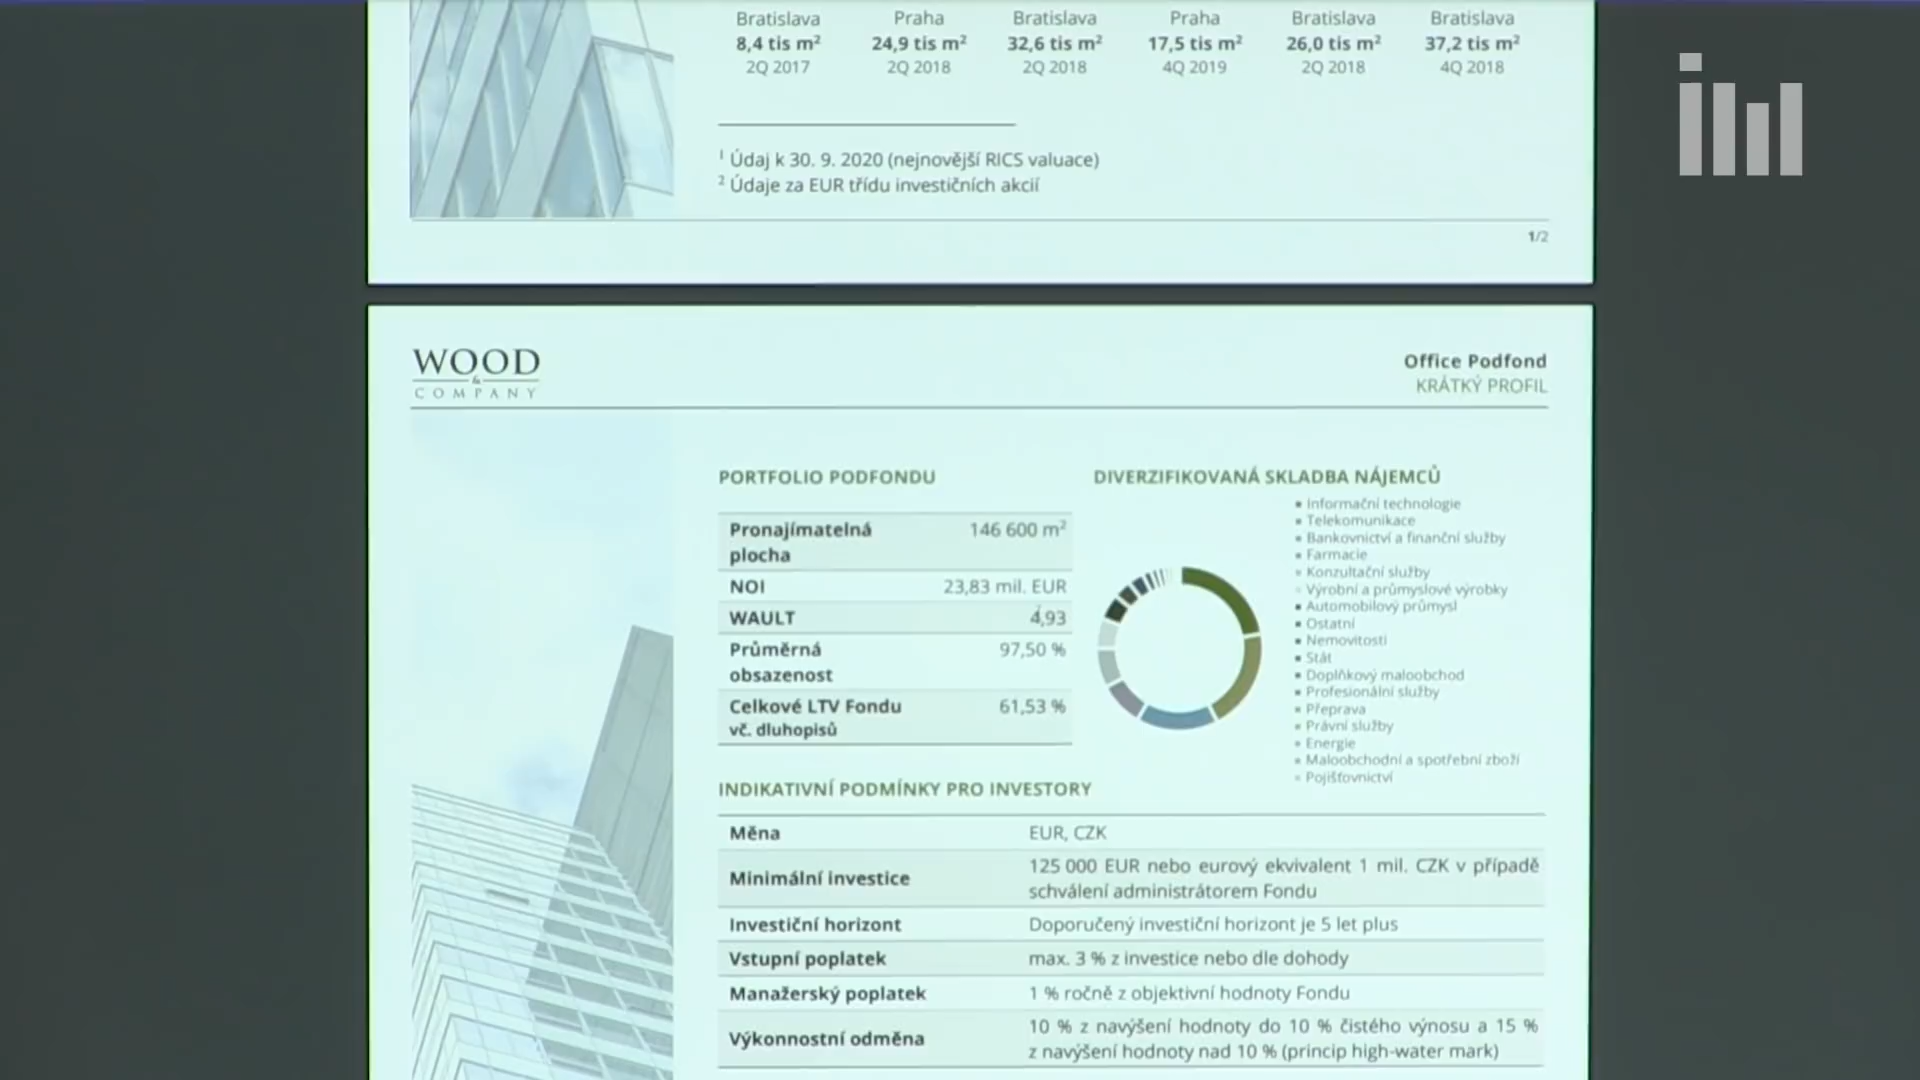 Bratislava Praha Bratislava Praha Bratislava Bratislava
8,4 tis m² 24,9 tis m² 32,6 tis m² 17,5 tis m² 26,0 tis m² 37,2 tis m²
2Q 2017 2Q 2018 2Q 2018 4Q 2019 2Q 2018 4Q 2018
¹ Údaj k 30. 9. 2020 (nejnovější RICS valuace)
² Údaje za EUR třídu investičních akcií
1/2
WOOD
&
COMPANY
Office Podfond
KRÁTKÝ PROFIL
PORTFOLIO PODFONDU
Pronajímatelná 146 600 m²
plocha
NOI 23,83 mil. EUR
WAULT 4,93
Průměrná 97,50 %
obsazenost
Celkové LTV Fondu 61,53 %
vč. dluhopisů
DIVERZIFIKOVANÁ SKLADBA NÁJEMCŮ
Informační technologie
Telekomunikace
Bankovnictví a finanční služby
Farmacie
Konzultační služby
Výrobní a průmyslové výrobky
Automobilový průmysl
Ostatní
Nemovitosti
Stát
Doplňkový maloobchod
Profesionální služby
Přeprava
Právní služby
Energie
Maloobchodní a spotřební zboží
Pojišťovnictví
INDIKATIVNÍ PODMÍNKY PRO INVESTORY
Měna EUR, CZK
Minimální investice 125 000 EUR nebo eurový ekvivalent 1 mil. CZK v případě
schválení administrátorem Fondu
Investiční horizont Doporučený investiční horizont je 5 let plus
Vstupní poplatek max. 3 % z investice nebo dle dohody
Manažerský poplatek 1 % ročně z objektivní hodnoty Fondu
Výkonnostní odměna 10 % z navýšení hodnoty do 10 % čistého výnosu a 15 %
z navýšení hodnoty nad 10 % (princip high-water mark)